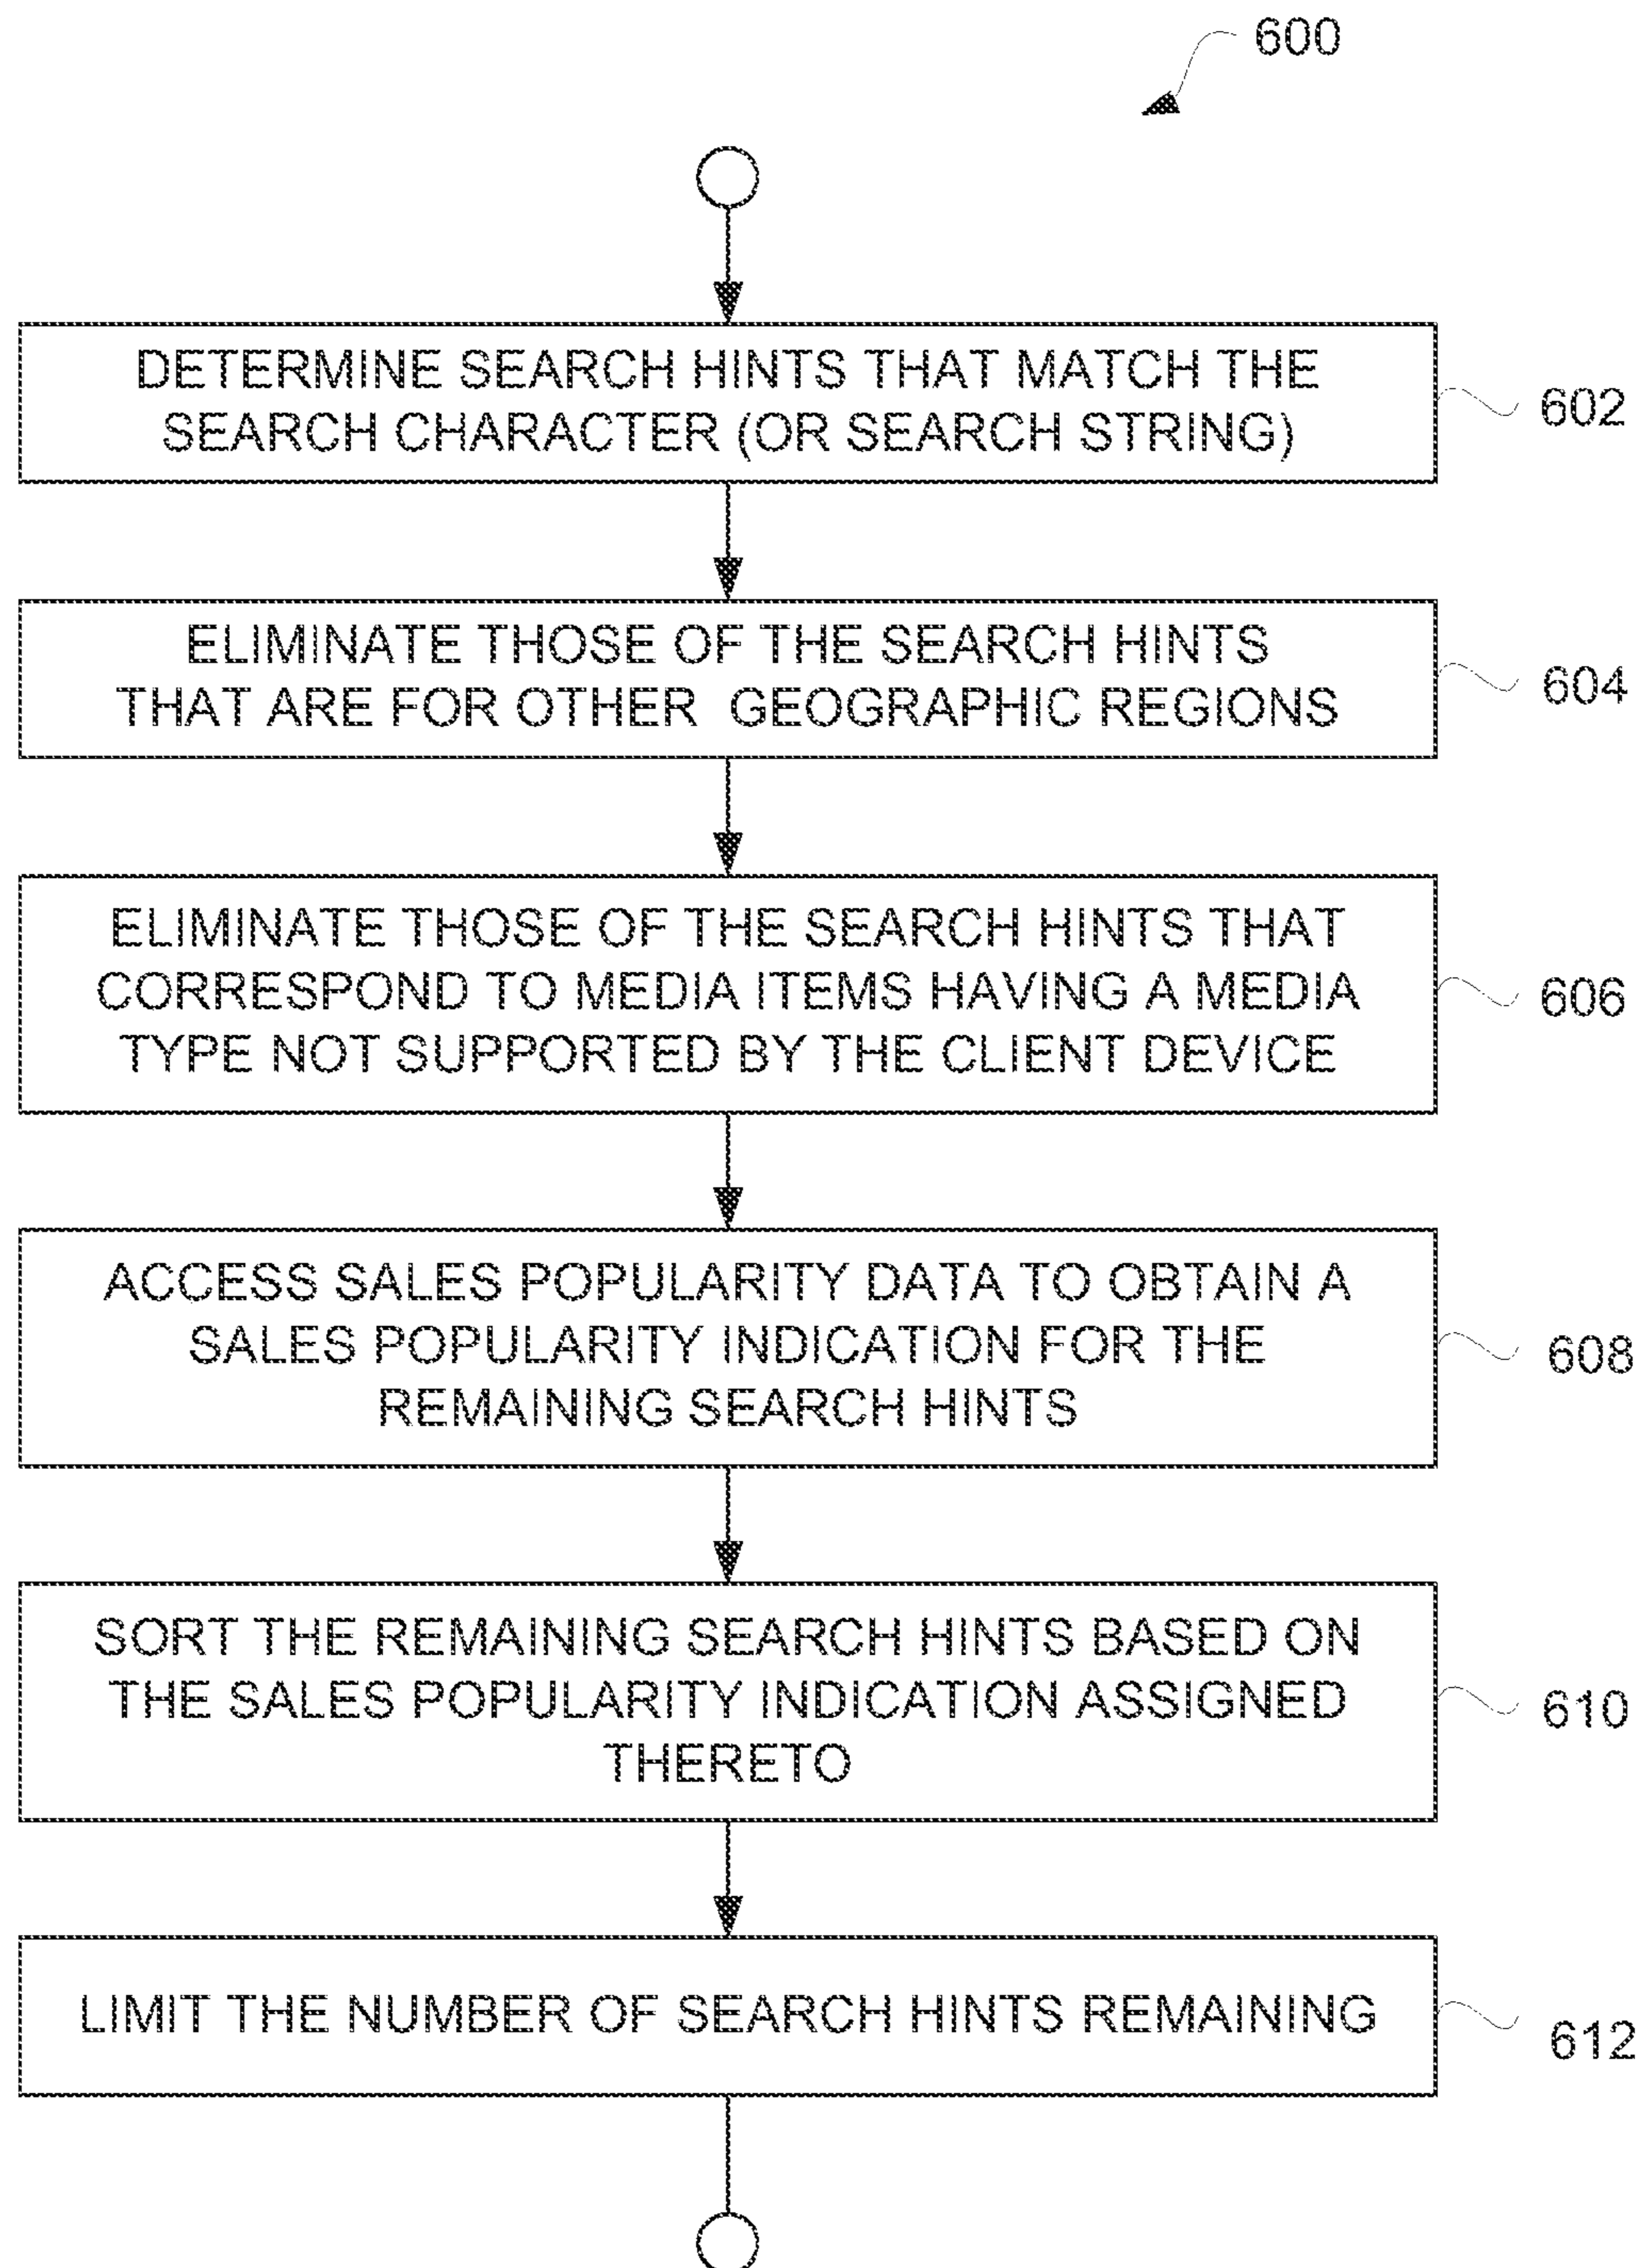 600
DETERMINE SEARCH HINTS THAT MATCH THE
SEARCH CHARACTER (OR SEARCH STRING)
602
ELIMINATE THOSE OF THE SEARCH HINTS
THAT ARE FOR OTHER GEOGRAPHIC REGIONS
604
ELIMINATE THOSE OF THE SEARCH HINTS THAT
CORRESPOND TO MEDIA ITEMS HAVING A MEDIA
TYPE NOT SUPPORTED BY THE CLIENT DEVICE
606
ACCESS SALES POPULARITY DATA TO OBTAIN A
SALES POPULARITY INDICATION FOR THE
REMAINING SEARCH HINTS
608
SORT THE REMAINING SEARCH HINTS BASED ON
THE SALES POPULARITY INDICATION ASSIGNED
THERETO
610
LIMIT THE NUMBER OF SEARCH HINTS REMAINING
612